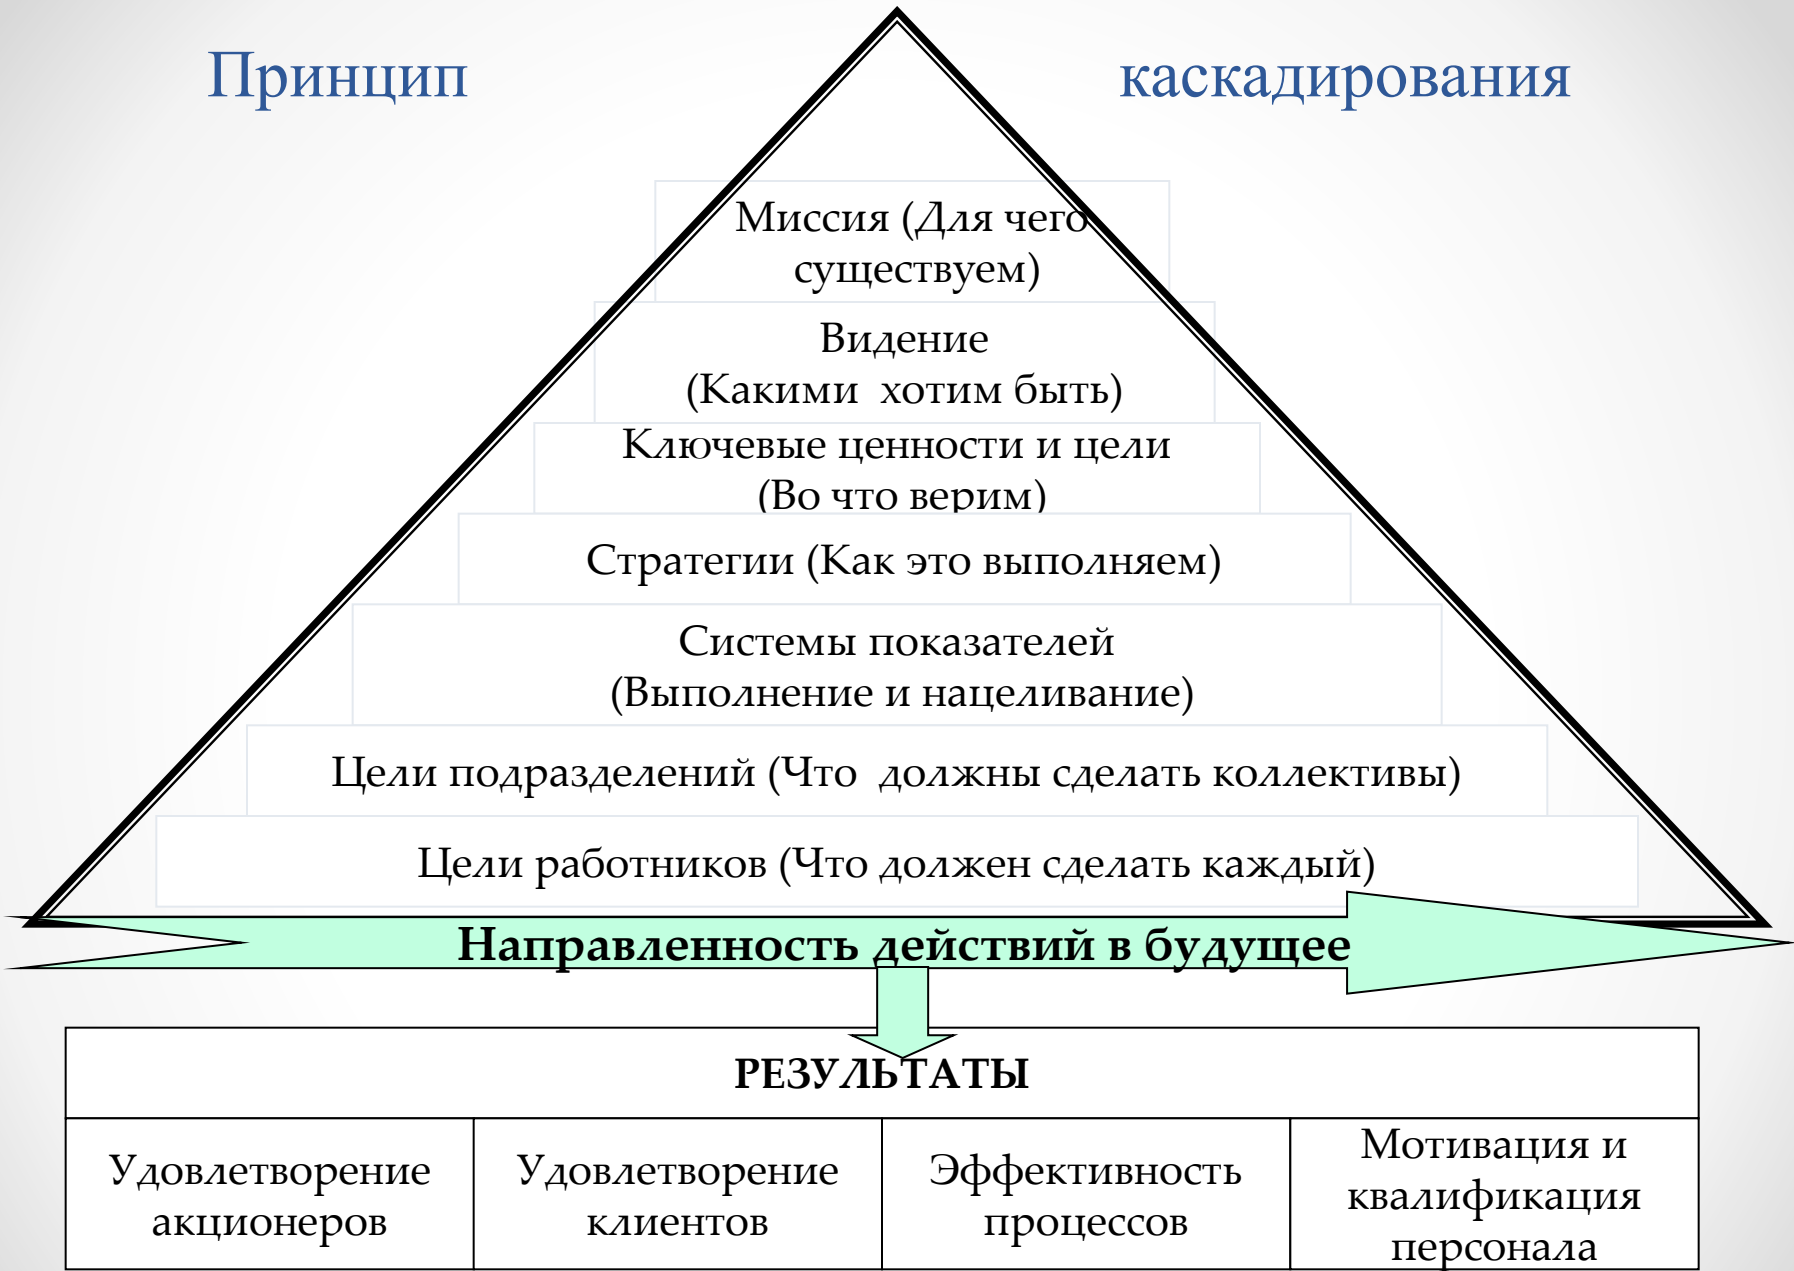 Принцип каскадирования
Миссия (Для чего
существуем)
Видение
(Какими хотим быть)
Ключевые ценности и цели
(Во что верим)
Стратегии (Как это выполняем)
Системы показателей
(Выполнение и нацеливание)
Цели подразделений (Что должны сделать коллективы)
Цели работников (Что должен сделать каждый)
Направленность действий в будущее
РЕЗУЛЬТАТЫ
Удовлетворение
акционеров
Удовлетворение
клиентов
Эффективность
процессов
Мотивация и
квалификация
персонала